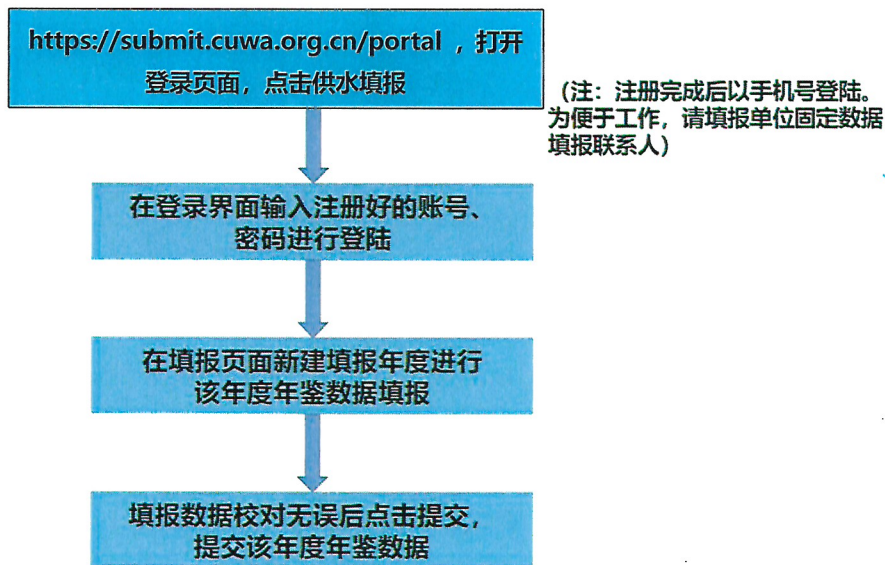 https://submit.cuwa.org.cn/portal ，打开
登录页面，点击供水填报
（注：注册完成后以手机号登陆。
为便于工作，请填报单位固定数据
填报联系人）
在登录界面输入注册好的账号、
密码进行登陆
在填报页面新建填报年度进行
该年度年鉴数据填报
填报数据校对无误后点击提交，
提交该年度年鉴数据